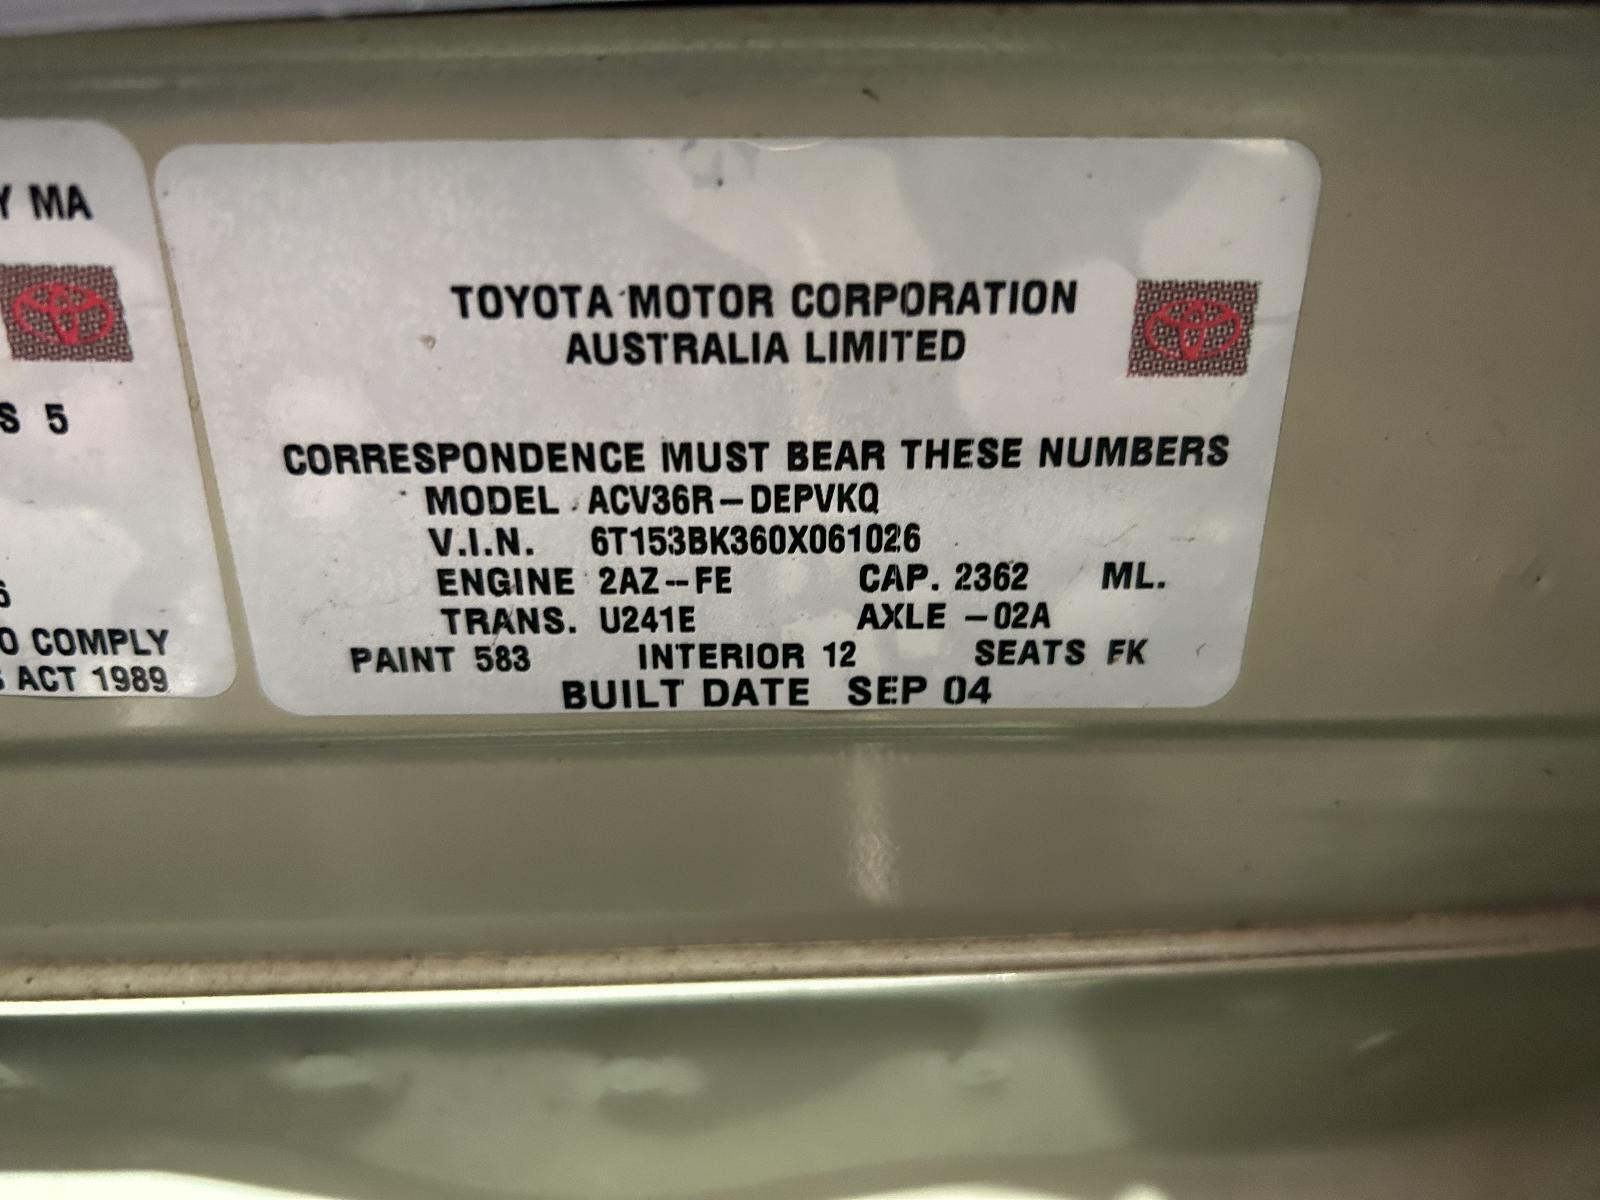 Y MA
S 5
6
O COMPLY
S ACT 1989
TOYOTA MOTOR CORPORATION
AUSTRALIA LIMITED
CORRESPONDENCE MUST BEAR THESE NUMBERS
MODEL ACV36R-DEPVKQ
V.I.N. 6T153BK360X061026
ENGINE 2AZ-FE CAP. 2362 ML.
TRANS. U241E AXLE -02A
PAINT 583 INTERIOR 12 SEATS FK
BUILT DATE SEP 04